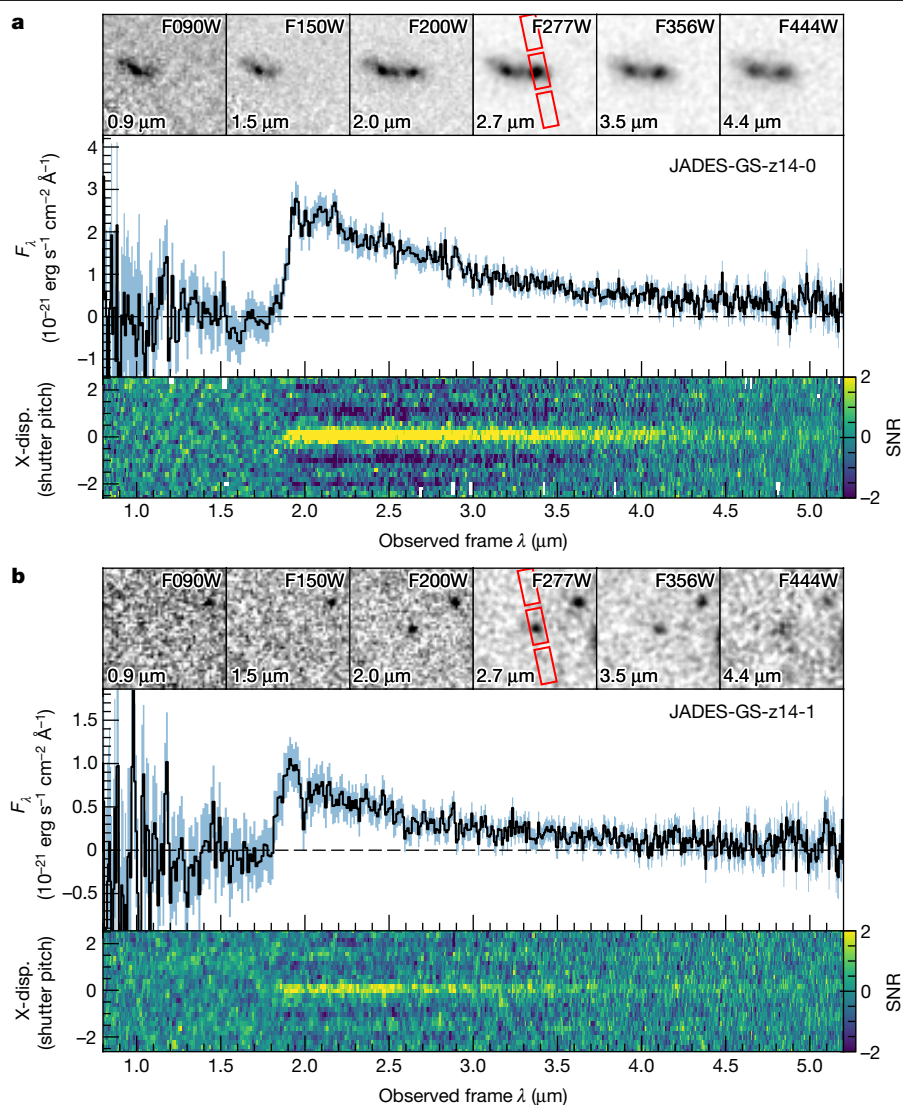 a
F090W F150W F200W F277W F356W F444W
0.9 μm 1.5 μm 2.0 μm 2.7 μm 3.5 μm 4.4 μm
JADES-GS-z14-0
4
3
2
1
0
−1
Fλ
(10⁻²¹ erg s⁻¹ cm⁻² Å⁻¹)
X-disp.
(shutter pitch)
2
0
−2
2
0
−2
SNR
1.0 1.5 2.0 2.5 3.0 3.5 4.0 4.5 5.0
Observed frame λ (μm)
b
F090W F150W F200W F277W F356W F444W
0.9 μm 1.5 μm 2.0 μm 2.7 μm 3.5 μm 4.4 μm
JADES-GS-z14-1
1.5
1.0
0.5
0
−0.5
Fλ
(10⁻²¹ erg s⁻¹ cm⁻² Å⁻¹)
X-disp.
(shutter pitch)
2
0
−2
2
0
−2
SNR
1.0 1.5 2.0 2.5 3.0 3.5 4.0 4.5 5.0
Observed frame λ (μm)